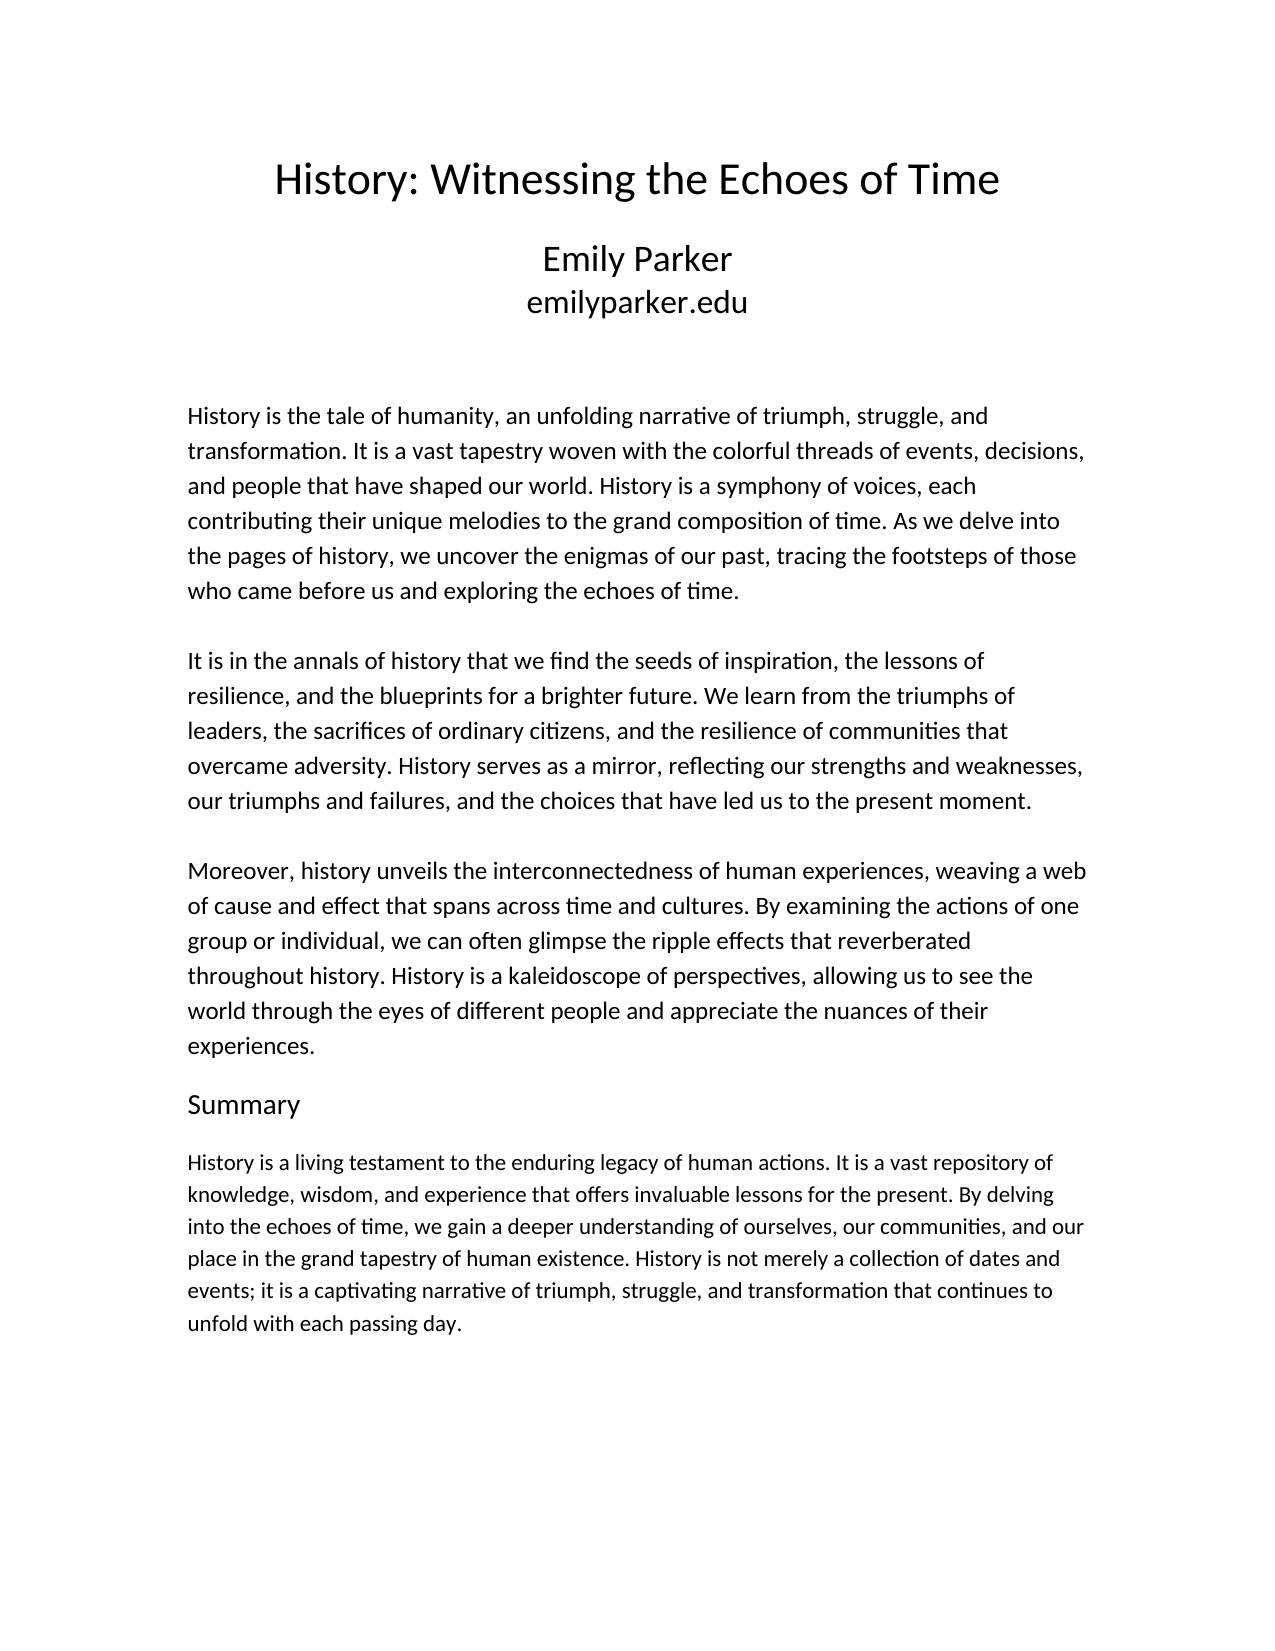 History: Witnessing the Echoes of Time
Emily Parker
emilyparker.edu
History is the tale of humanity, an unfolding narrative of triumph, struggle, and
transformation. It is a vast tapestry woven with the colorful threads of events, decisions,
and people that have shaped our world. History is a symphony of voices, each
contributing their unique melodies to the grand composition of time. As we delve into
the pages of history, we uncover the enigmas of our past, tracing the footsteps of those
who came before us and exploring the echoes of time.
It is in the annals of history that we find the seeds of inspiration, the lessons of
resilience, and the blueprints for a brighter future. We learn from the triumphs of
leaders, the sacrifices of ordinary citizens, and the resilience of communities that
overcame adversity. History serves as a mirror, reflecting our strengths and weaknesses,
our triumphs and failures, and the choices that have led us to the present moment.
Moreover, history unveils the interconnectedness of human experiences, weaving a web
of cause and effect that spans across time and cultures. By examining the actions of one
group or individual, we can often glimpse the ripple effects that reverberated
throughout history. History is a kaleidoscope of perspectives, allowing us to see the
world through the eyes of different people and appreciate the nuances of their
experiences.
Summary
History is a living testament to the enduring legacy of human actions. It is a vast repository of
knowledge, wisdom, and experience that offers invaluable lessons for the present. By delving
into the echoes of time, we gain a deeper understanding of ourselves, our communities, and our
place in the grand tapestry of human existence. History is not merely a collection of dates and
events; it is a captivating narrative of triumph, struggle, and transformation that continues to
unfold with each passing day.